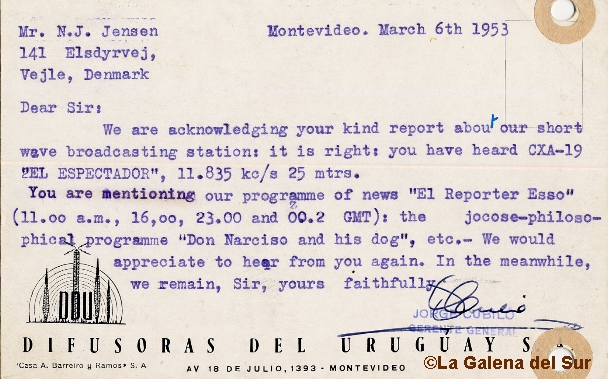 Mr. N.J. Jensen Montevideo. March 6th 1953
141 Elsdyrvej,
Vejle, Denmark
Dear Sir:
We are acknowledging your kind report about our short
wave broadcasting station: it is right: you have heard CXA-19
"EL ESPECTADOR", 11.835 kc/s 25 mtrs.
You are mentioning our programme of news "El Reporter Esso"
(11.oo a.m., 16,oo, 23.00 and 00.2 GMT): the jocose-philoso-
phical programme "Don Narciso and his dog", etc.- We would
appreciate to hear from you again. In the meanwhile,
we remain, Sir, yours faithfully
DDU
JORGE CUBILO
GERENTE GENERAL
DIFUSORAS DEL URUGUAY S.A.
"Casa A. Barreiro y Ramos" S. A
AV 18 DE JULIO, 1393 - MONTEVIDEO
©La Galena del Sur